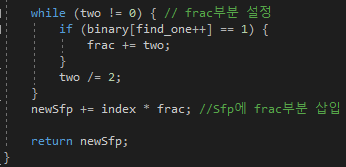 while (two != 0) { // frac부분 설정
if (binary[find_one++] == 1) {
frac += two;
}
two /= 2;
}
newSfp += index * frac; //Sfp에 frac부분 삽입
return newSfp;
}